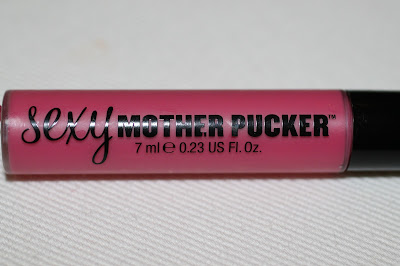 sexy MOTHER PUCKER™
7 ml ℮ 0.23 US Fl. Oz.